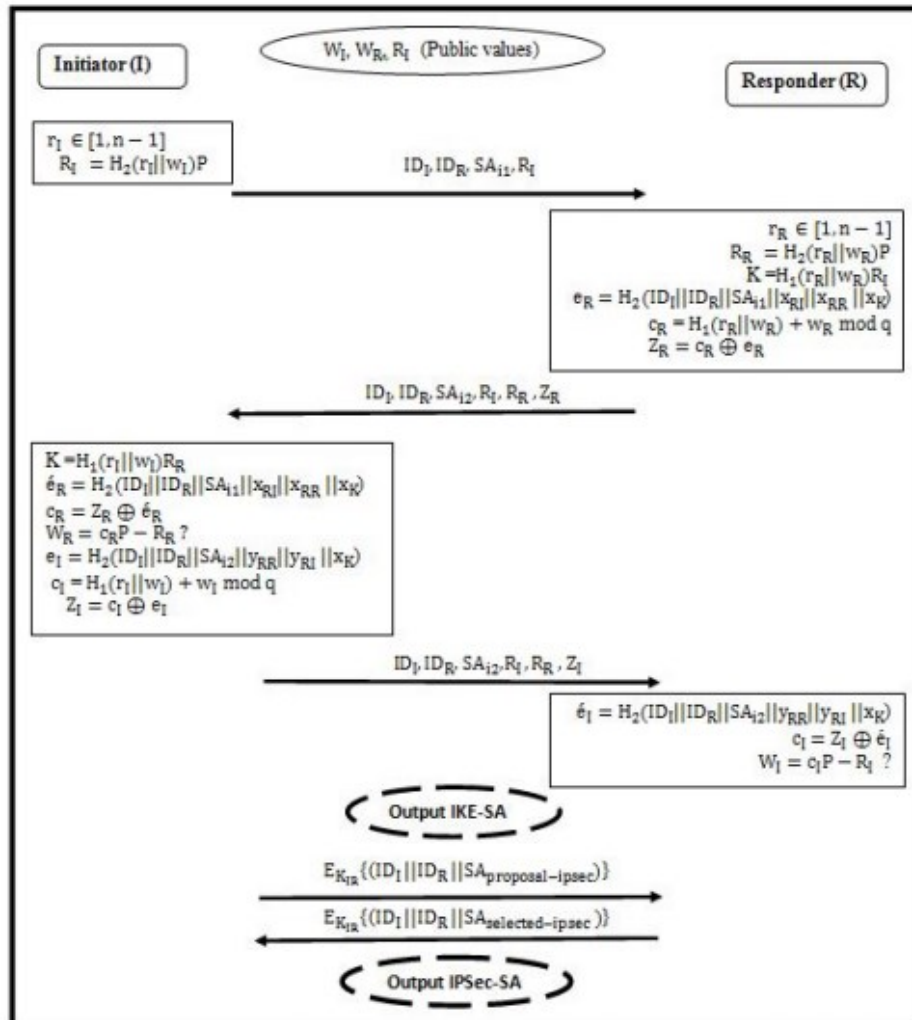 W_I, W_R, R_I (Public values)
Initiator (I)
Responder (R)
r_I ∈ [1, n − 1]
R_I = H_2(r_I||w_I)P
ID_I, ID_R, SA_i1, R_I
r_R ∈ [1, n − 1]
R_R = H_2(r_R||w_R)P
K =H_1(r_R||w_R)R_I
e_R = H_2(ID_I||ID_R||SA_i1||x_RI||x_RR ||x_K)
c_R = H_1(r_R||w_R) + w_R mod q
Z_R = c_R ⊕ e_R
ID_I, ID_R, SA_i2, R_I, R_R , Z_R
K =H_1(r_I||w_I)R_R
é_R = H_2(ID_I||ID_R||SA_i1||x_RI||x_RR ||x_K)
c_R = Z_R ⊕ é_R
W_R = c_RP − R_R ?
e_I = H_2(ID_I||ID_R||SA_i2||y_RR||y_RI ||x_K)
c_I = H_1(r_I||w_I) + w_I mod q
Z_I = c_I ⊕ e_I
ID_I, ID_R, SA_i2, R_I, R_R , Z_I
é_I = H_2(ID_I||ID_R||SA_i2||y_RR||y_RI ||x_K)
c_I = Z_I ⊕ é_I
W_I = c_IP − R_I ?
Output IKE-SA
E_K_IR{(ID_I||ID_R||SA_proposal−ipsec)}
E_K_IR{(ID_I||ID_R||SA_selected−ipsec)}
Output IPSec-SA